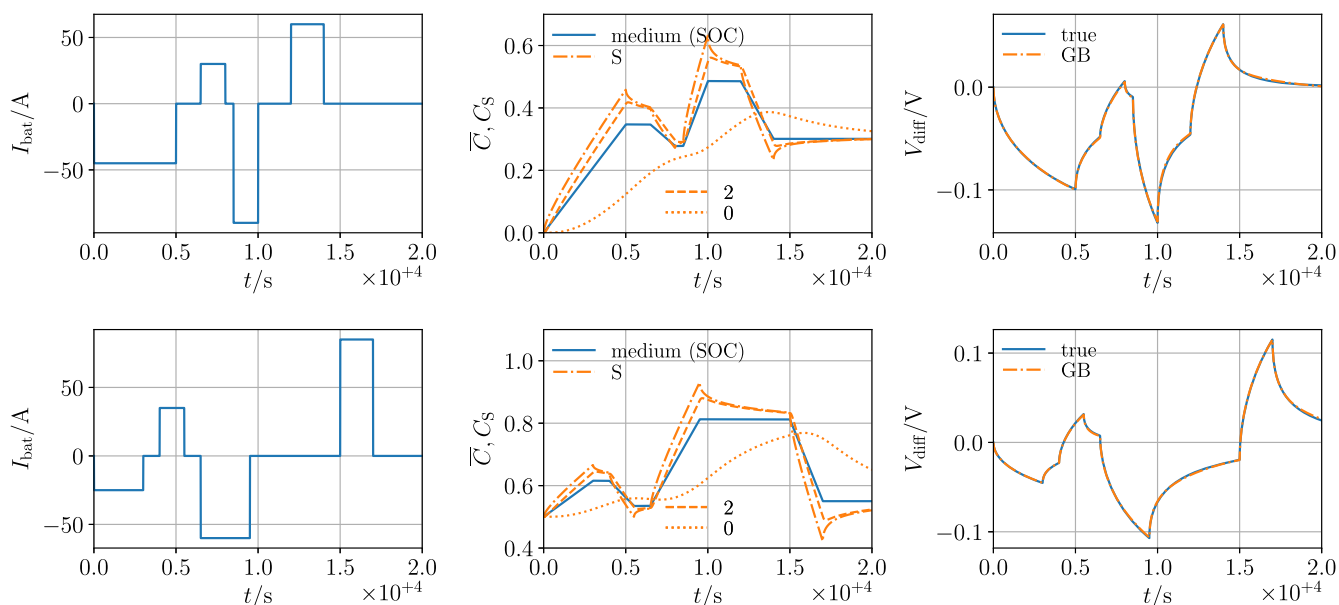 I_bat/A
50
0
−50
0.0 0.5 1.0 1.5 2.0
t/s ×10⁺⁴
C̅, C_S
0.6
0.4
0.2
0.0
medium (SOC)
S
2
0
0.0 0.5 1.0 1.5 2.0
t/s ×10⁺⁴
V_diff/V
0.0
−0.1
true
GB
0.0 0.5 1.0 1.5 2.0
t/s ×10⁺⁴
I_bat/A
50
0
−50
0.0 0.5 1.0 1.5 2.0
t/s ×10⁺⁴
C̅, C_S
1.0
0.8
0.6
0.4
medium (SOC)
S
2
0
0.0 0.5 1.0 1.5 2.0
t/s ×10⁺⁴
V_diff/V
0.1
0.0
−0.1
true
GB
0.0 0.5 1.0 1.5 2.0
t/s ×10⁺⁴